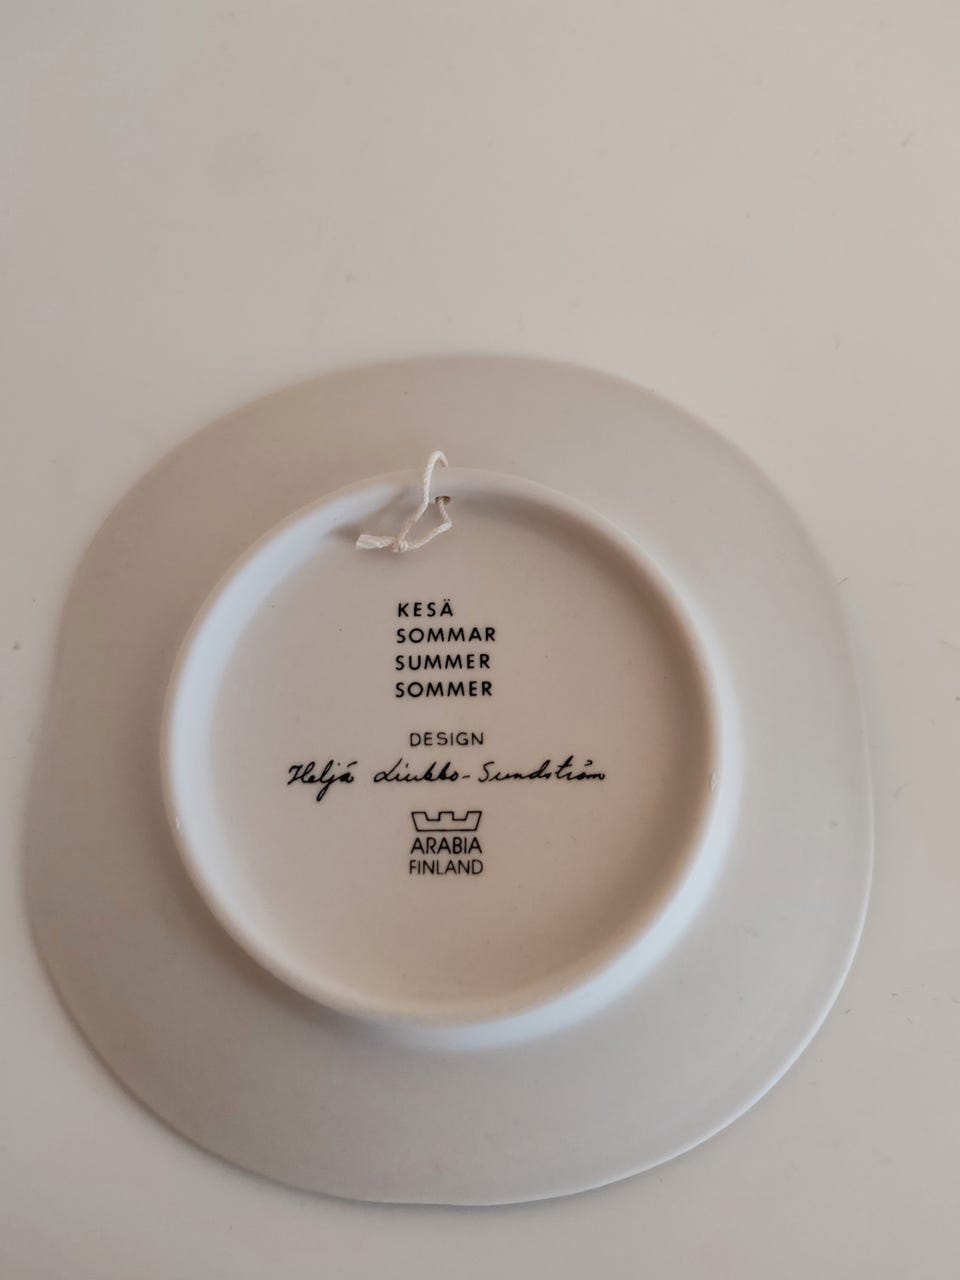 KESÄ
SOMMAR
SUMMER
SOMMER
DESIGN
Heljä Liukko-Sundström
ARABIA
FINLAND